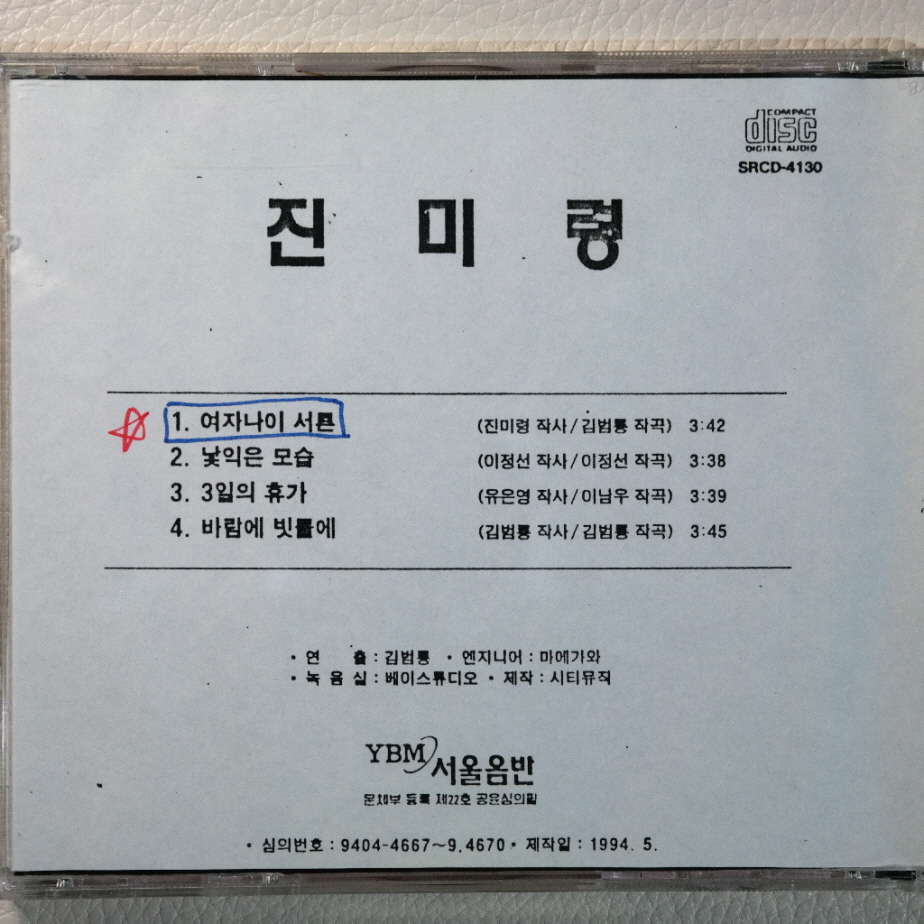 COMPACT
disc
DIGITAL AUDIO
SRCD-4130
진 미 령
1. 여자나이 서른 (진미령 작사/김범룡 작곡) 3:42
2. 낯익은 모습 (이정선 작사/이정선 작곡) 3:38
3. 3일의 휴가 (유은영 작사/이남우 작곡) 3:39
4. 바람에 빗물에 (김범룡 작사/김범룡 작곡) 3:45
· 연 출 : 김범룡 · 엔지니어 : 마에가와
· 녹 음 실 : 베이스튜디오 · 제작 : 시티뮤직
YBM 서울음반
문체부 등록 제22호 공윤심의필
· 심의번호 : 9404-4667~9.4670 · 제작일 : 1994. 5.